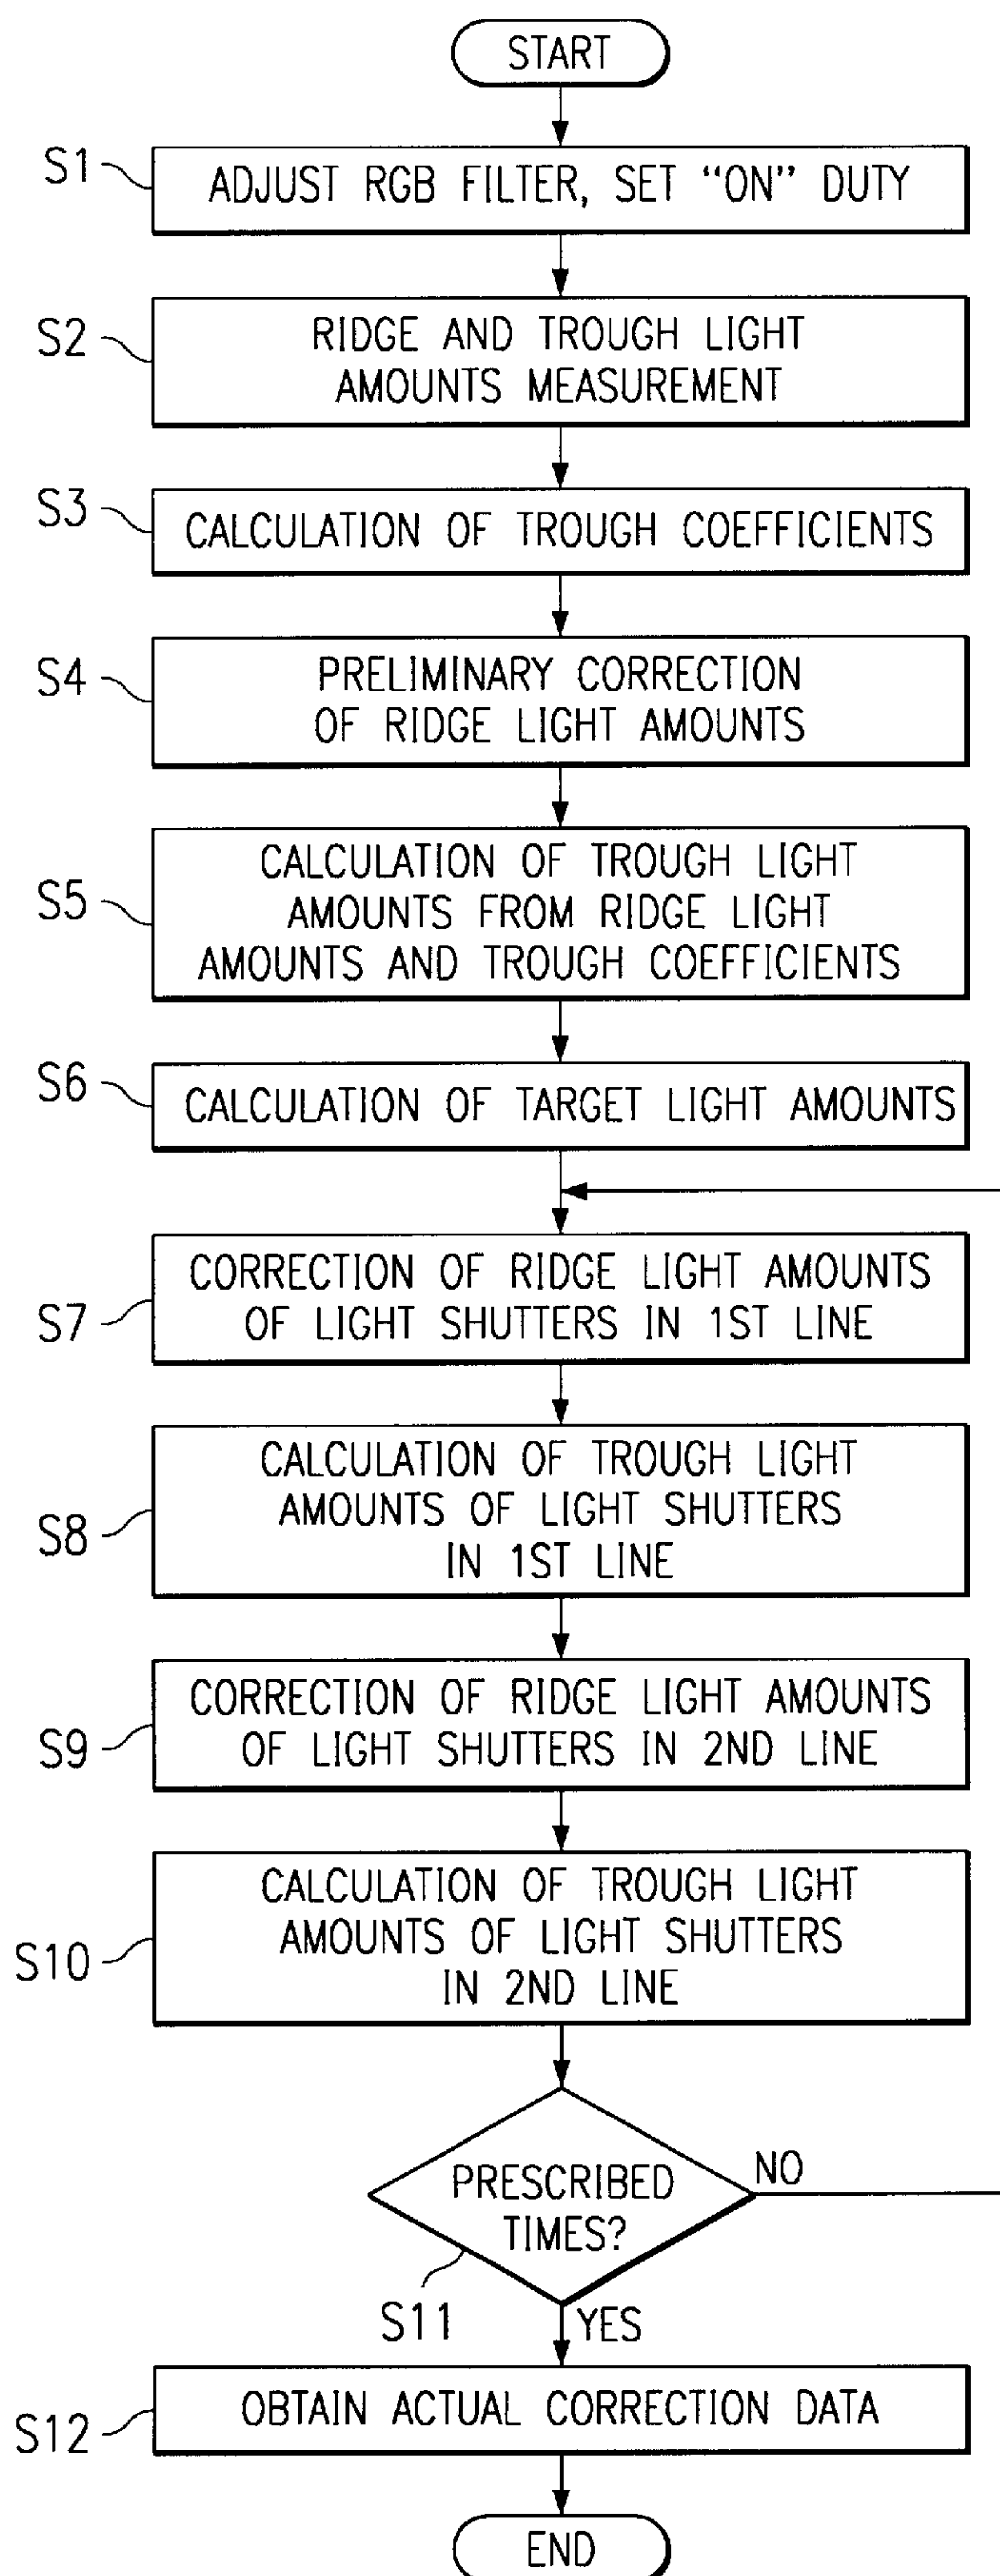 START
S1
ADJUST RGB FILTER, SET “ON” DUTY
S2
RIDGE AND TROUGH LIGHT
AMOUNTS MEASUREMENT
S3
CALCULATION OF TROUGH COEFFICIENTS
S4
PRELIMINARY CORRECTION
OF RIDGE LIGHT AMOUNTS
S5
CALCULATION OF TROUGH LIGHT
AMOUNTS FROM RIDGE LIGHT
AMOUNTS AND TROUGH COEFFICIENTS
S6
CALCULATION OF TARGET LIGHT AMOUNTS
S7
CORRECTION OF RIDGE LIGHT AMOUNTS
OF LIGHT SHUTTERS IN 1ST LINE
S8
CALCULATION OF TROUGH LIGHT
AMOUNTS OF LIGHT SHUTTERS
IN 1ST LINE
S9
CORRECTION OF RIDGE LIGHT AMOUNTS
OF LIGHT SHUTTERS IN 2ND LINE
S10
CALCULATION OF TROUGH LIGHT
AMOUNTS OF LIGHT SHUTTERS
IN 2ND LINE
PRESCRIBED
TIMES?
NO
S11
YES
S12
OBTAIN ACTUAL CORRECTION DATA
END